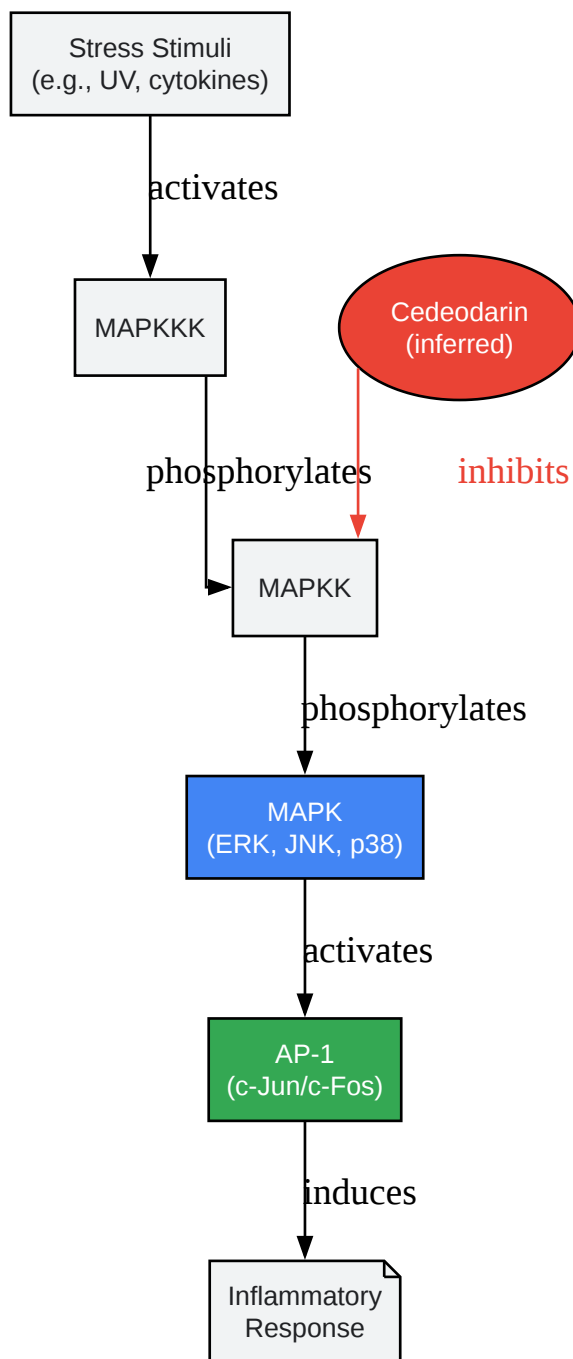 Stress Stimuli
(e.g., UV, cytokines)
activates
MAPKKK
Cedeodarin
(inferred)
phosphorylates
inhibits
MAPKK
phosphorylates
MAPK
(ERK, JNK, p38)
activates
AP-1
(c-Jun/c-Fos)
induces
Inflammatory
Response